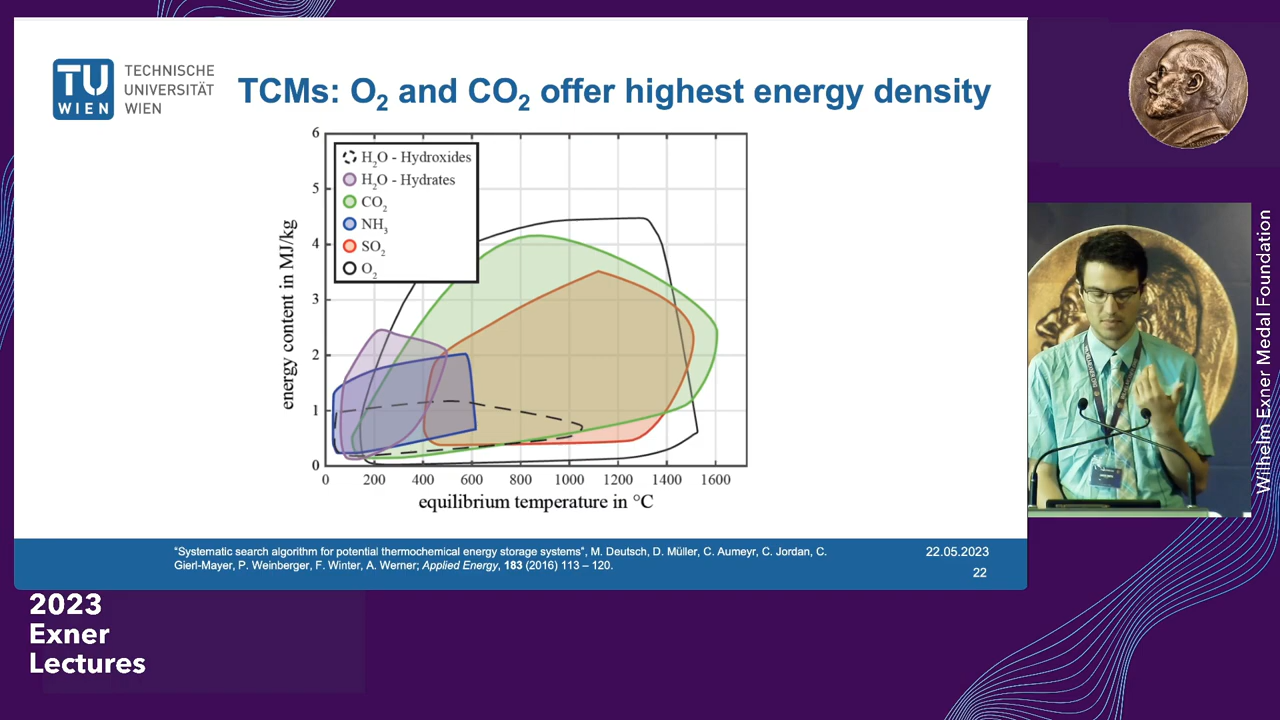 TU
WIEN
TECHNISCHE
UNIVERSITÄT
WIEN
TCMs: O₂ and CO₂ offer highest energy density
6
5
4
3
2
1
0
energy content in MJ/kg
H₂O - Hydroxides
H₂O - Hydrates
CO₂
NH₃
SO₂
O₂
0 200 400 600 800 1000 1200 1400 1600
equilibrium temperature in °C
"Systematic search algorithm for potential thermochemical energy storage systems", M. Deutsch, D. Müller, C. Aumeyr, C. Jordan, C.
Gierl-Mayer, P. Weinberger, F. Winter, A. Werner; Applied Energy, 183 (2016) 113 – 120.
22.05.2023
22
Wilhelm Exner Medal Foundation
2023
Exner
Lectures